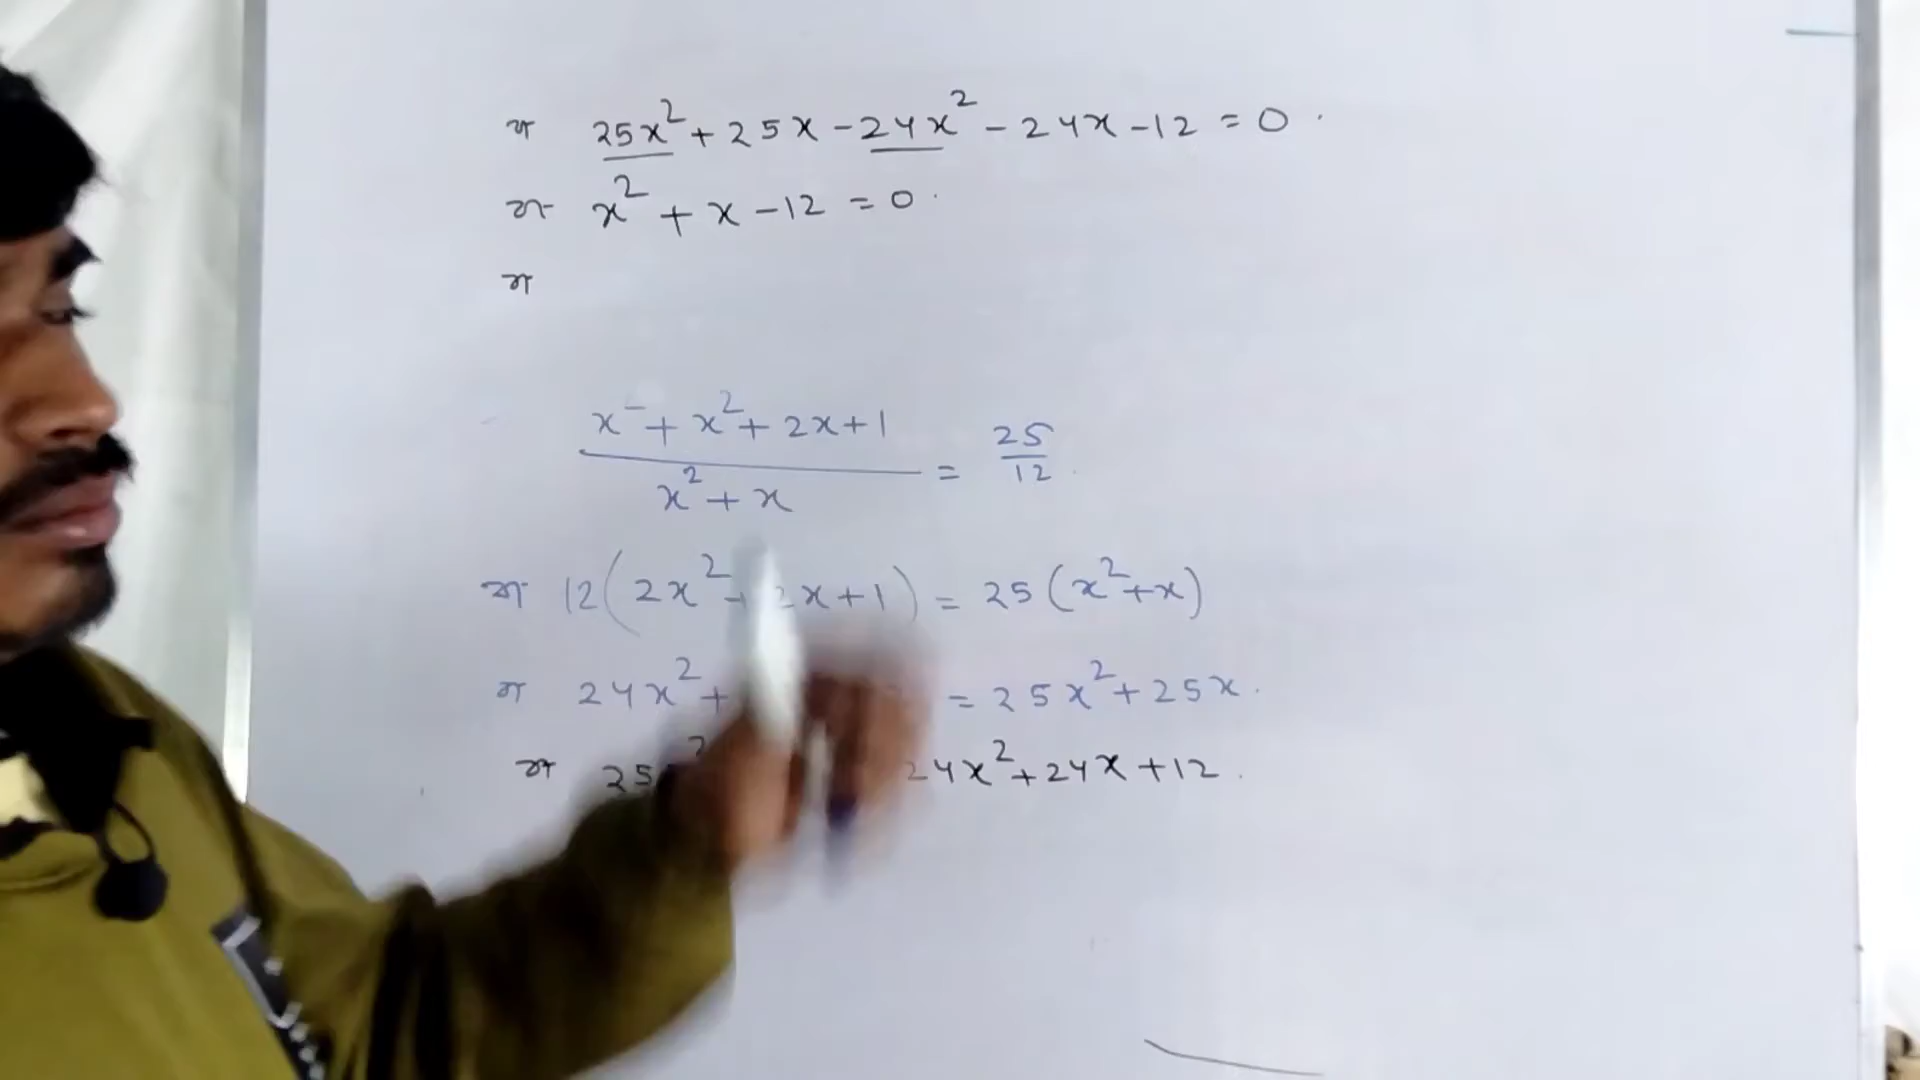 या 25x² + 25x - 24x² - 24x - 12 = 0.
या x² + x - 12 = 0.
या
x² + x² + 2x + 1 / x² + x = 25/12.
या 12(2x² + 2x + 1) = 25(x² + x)
या 24x² + = 25x² + 25x.
या 25 ² 24x² + 24x + 12.